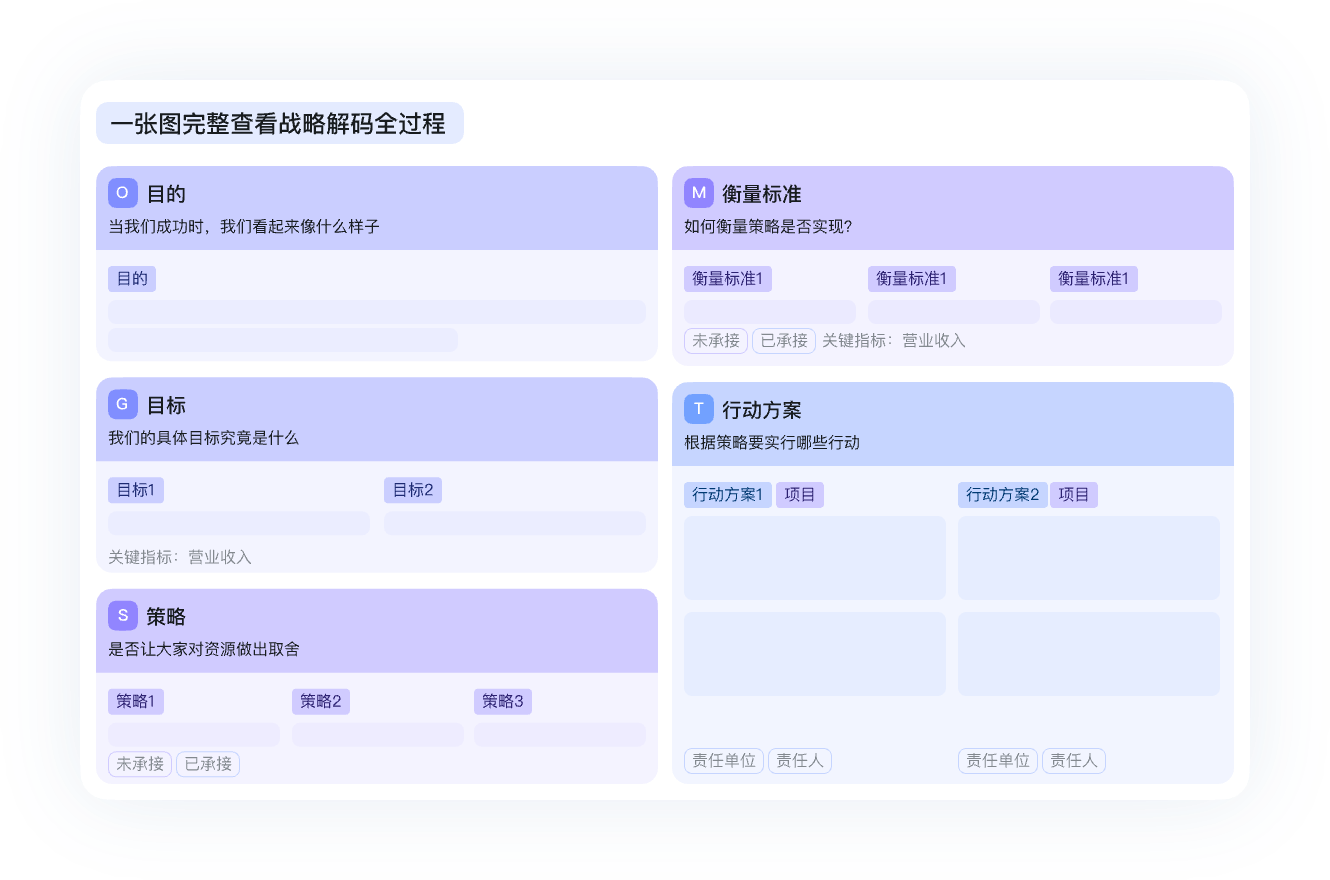 一张图完整查看战略解码全过程
O 目的
当我们成功时，我们看起来像什么样子
目的
G 目标
我们的具体目标究竟是什么
目标1 目标2
关键指标：营业收入
S 策略
是否让大家对资源做出取舍
策略1 策略2 策略3
未承接 已承接
M 衡量标准
如何衡量策略是否实现?
衡量标准1 衡量标准1 衡量标准1
未承接 已承接 关键指标：营业收入
T 行动方案
根据策略要实行哪些行动
行动方案1 项目 行动方案2 项目
责任单位 责任人 责任单位 责任人